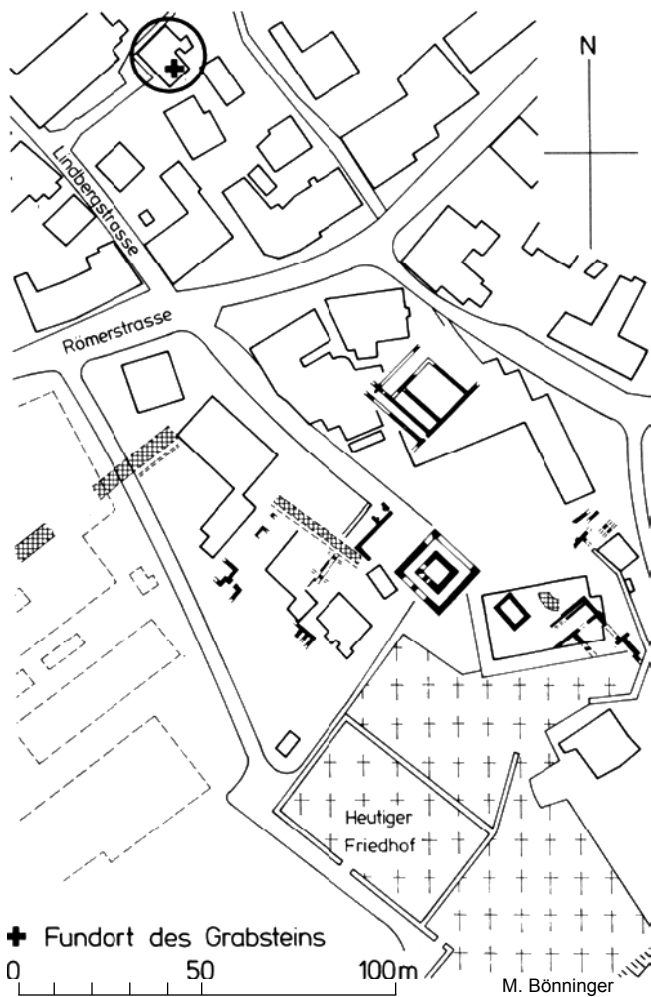 N
Lindbergstrasse
Römerstrasse
Heutiger
Friedhof
✚ Fundort des Grabsteins
0 50 100m
M. Bönninger